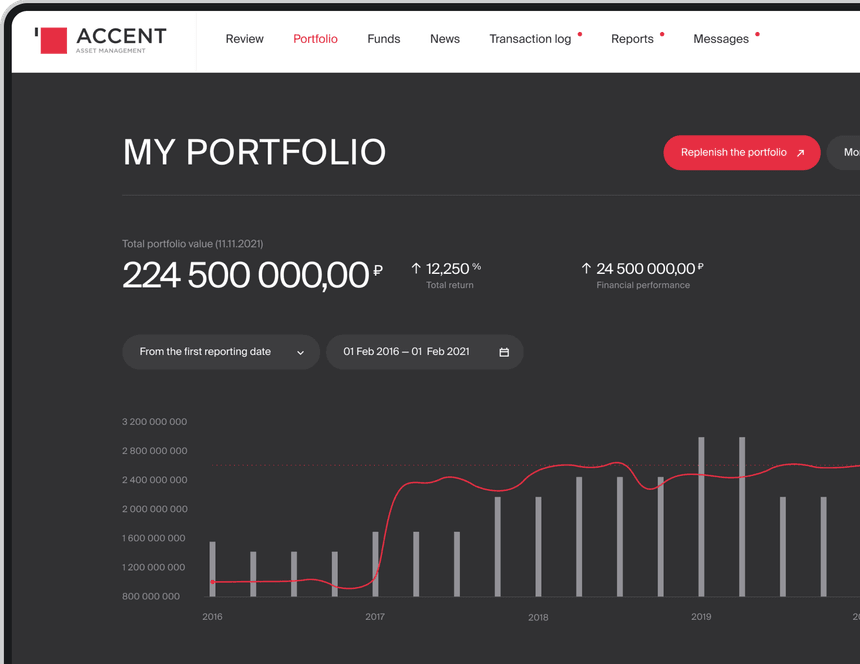 ACCENT
ASSET MANAGEMENT
Review Portfolio Funds News Transaction log Reports Messages
MY PORTFOLIO
Replenish the portfolio
Total portfolio value (11.11.2021)
224 500 000,00 ₽
12,250 %
Total return
24 500 000,00 ₽
Financial performance
From the first reporting date
01 Feb 2016 – 01 Feb 2021
3 200 000 000
2 800 000 000
2 400 000 000
2 000 000 000
1 600 000 000
1 200 000 000
800 000 000
2016 2017 2018 2019